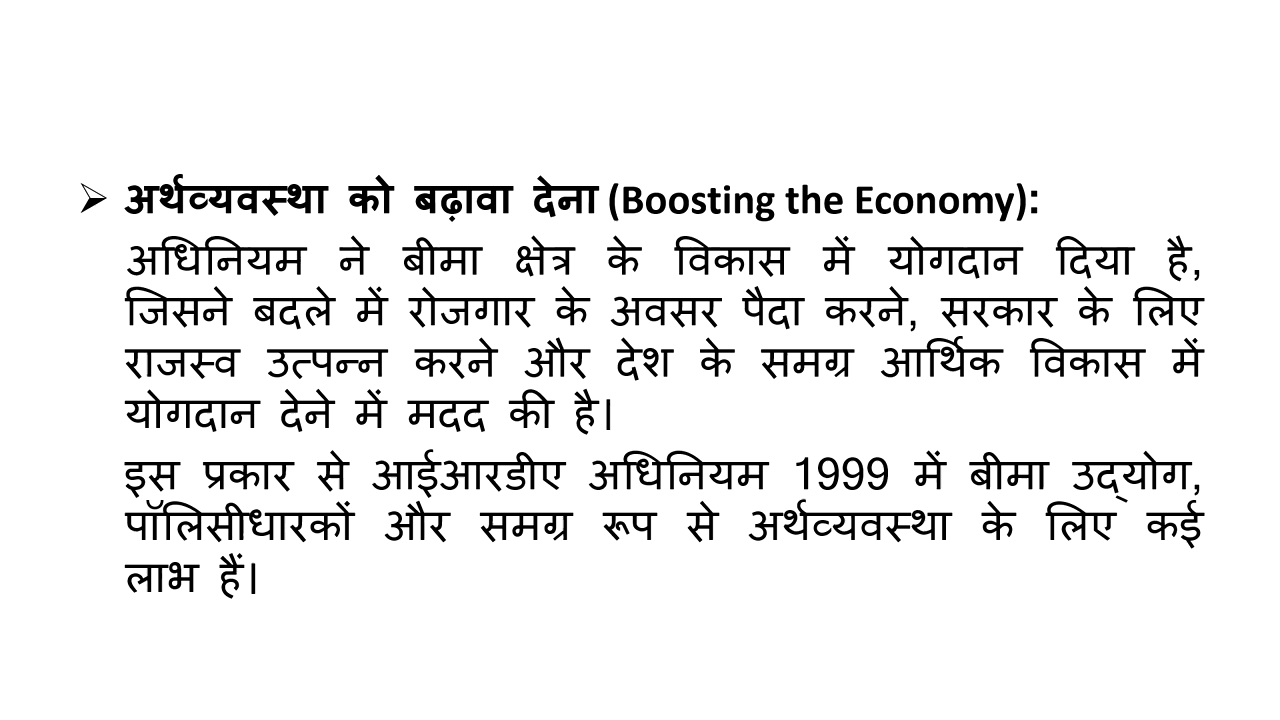 ➢ अर्थव्यवस्था को बढ़ावा देना (Boosting the Economy):
अधिनियम ने बीमा क्षेत्र के विकास में योगदान दिया है,
जिसने बदले में रोजगार के अवसर पैदा करने, सरकार के लिए
राजस्व उत्पन्न करने और देश के समग्र आर्थिक विकास में
योगदान देने में मदद की है।
इस प्रकार से आईआरडीए अधिनियम 1999 में बीमा उद्‌योग,
पॉलिसीधारकों और समग्र रूप से अर्थव्यवस्था के लिए कई
लाभ हैं।